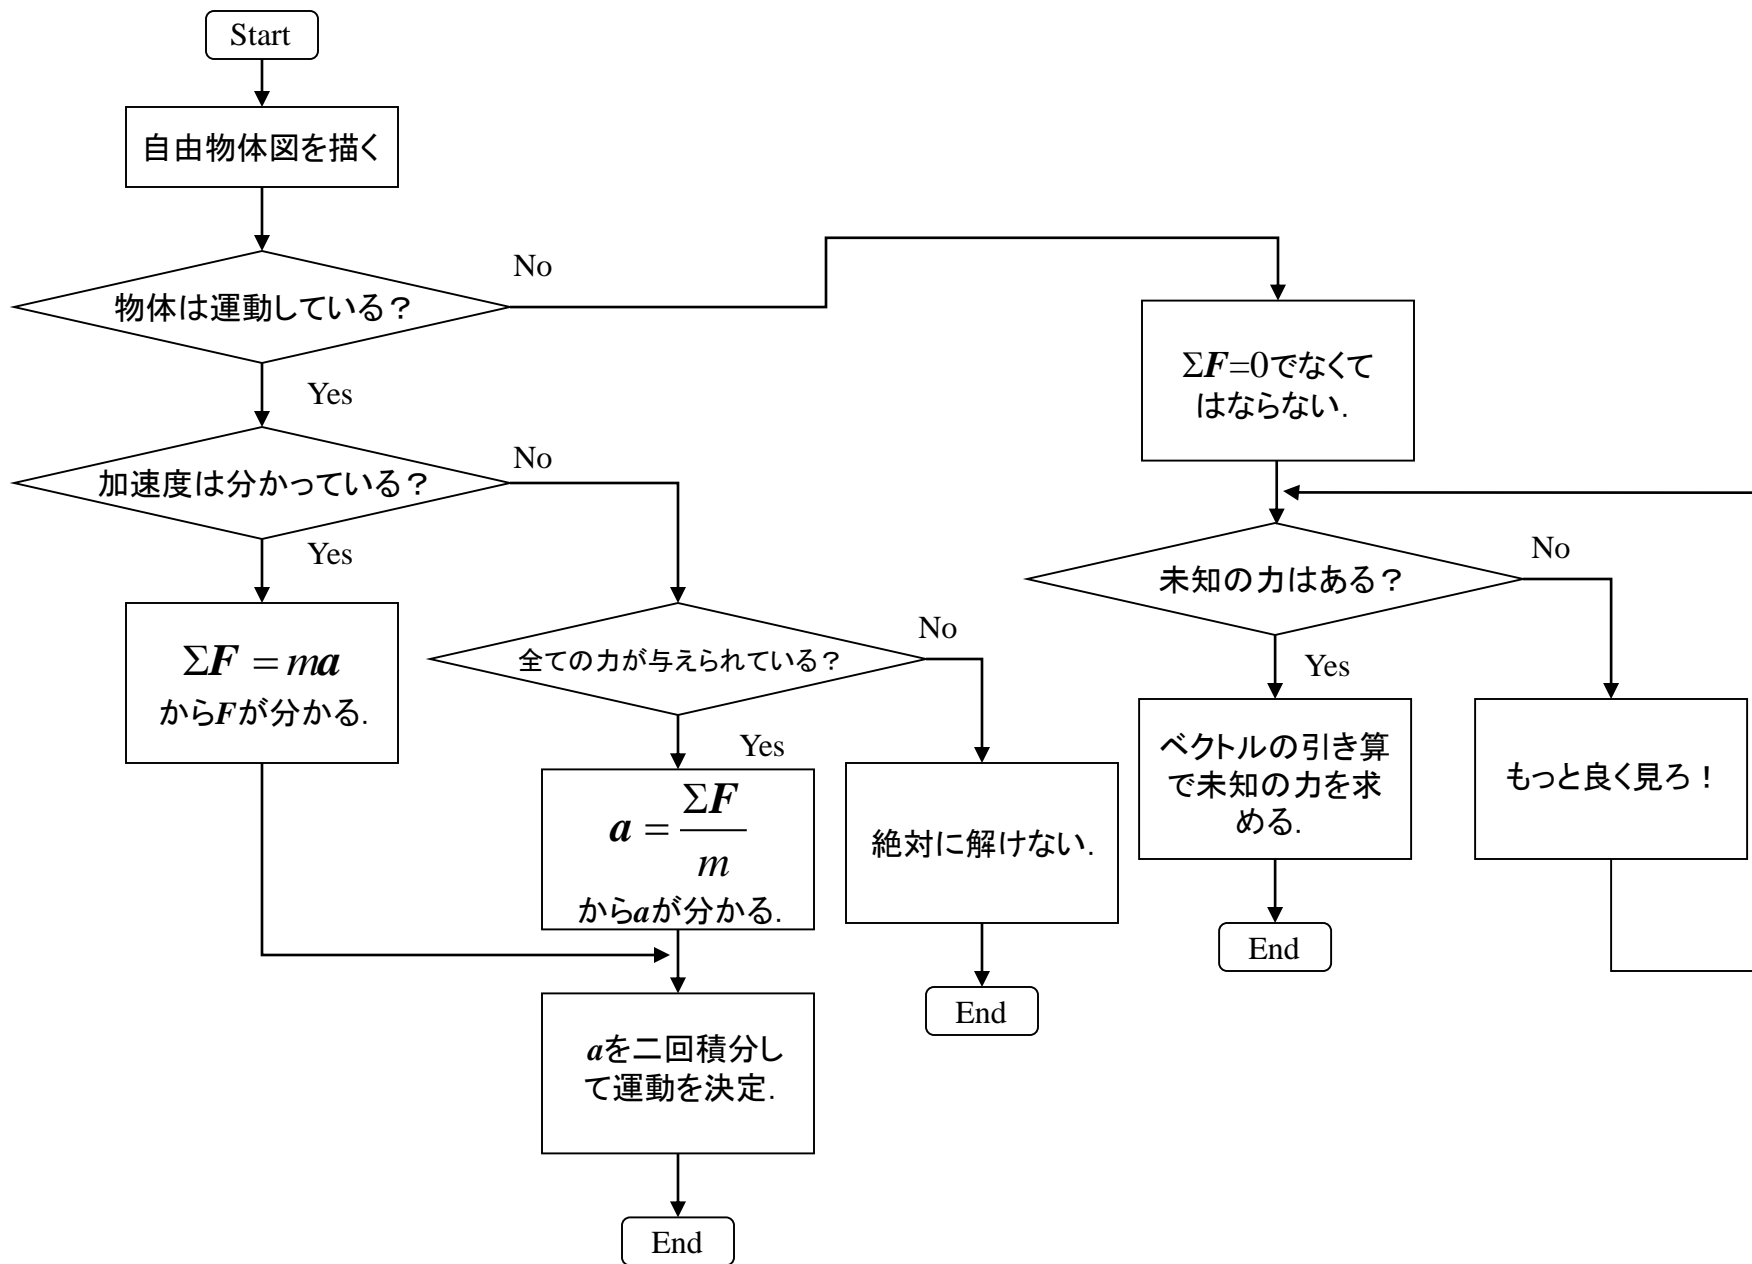 Start
自由物体図を描く
物体は運動している?
No
Yes
加速度は分かっている?
No
Yes
ΣF = ma
からFが分かる.
全ての力が与えられている?
No
Yes
a = ΣF / m
からaが分かる.
絶対に解けない.
End
aを二回積分し
て運動を決定.
End
ΣF=0でなくて
はならない.
未知の力はある?
No
Yes
ベクトルの引き算
で未知の力を求
める.
End
もっと良く見ろ!